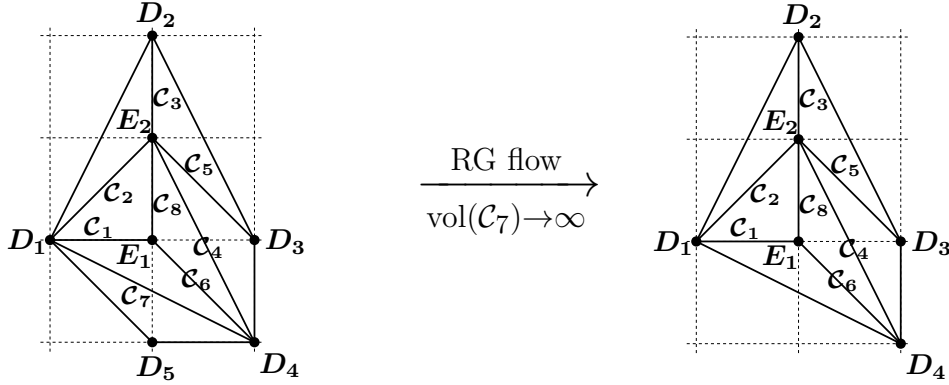 D₂
C₃
E₂
C₂
C₅
C₈
C₁
D₁
E₁
C₄
D₃
C₆
C₇
D₅
D₄
RG flow
vol(C₇)→∞
D₂
C₃
E₂
C₂
C₅
C₈
C₁
D₁
E₁
C₄
D₃
C₆
D₄